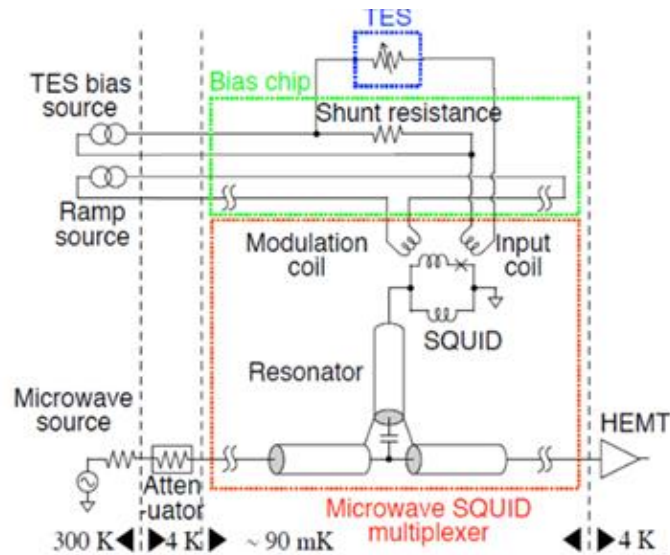 TES
TES bias
source
Bias chip
Shunt resistance
Ramp
source
Modulation
coil
Input
coil
SQUID
Resonator
Microwave
source
HEMT
Atten
-uator
Microwave SQUID
multiplexer
300 K 4 K ~ 90 mK 4 K